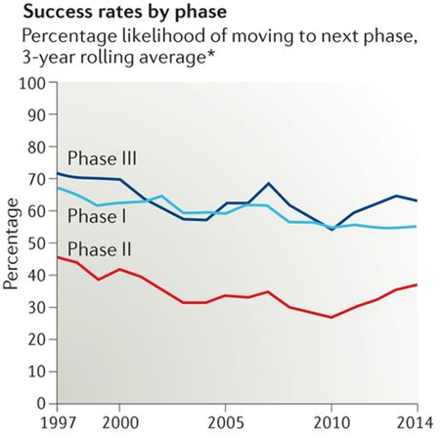 Success rates by phase
Percentage likelihood of moving to next phase,
3-year rolling average*
100
90
80
70
60
50
40
30
20
10
0
Percentage
Phase III
Phase I
Phase II
1997 2000 2005 2010 2014